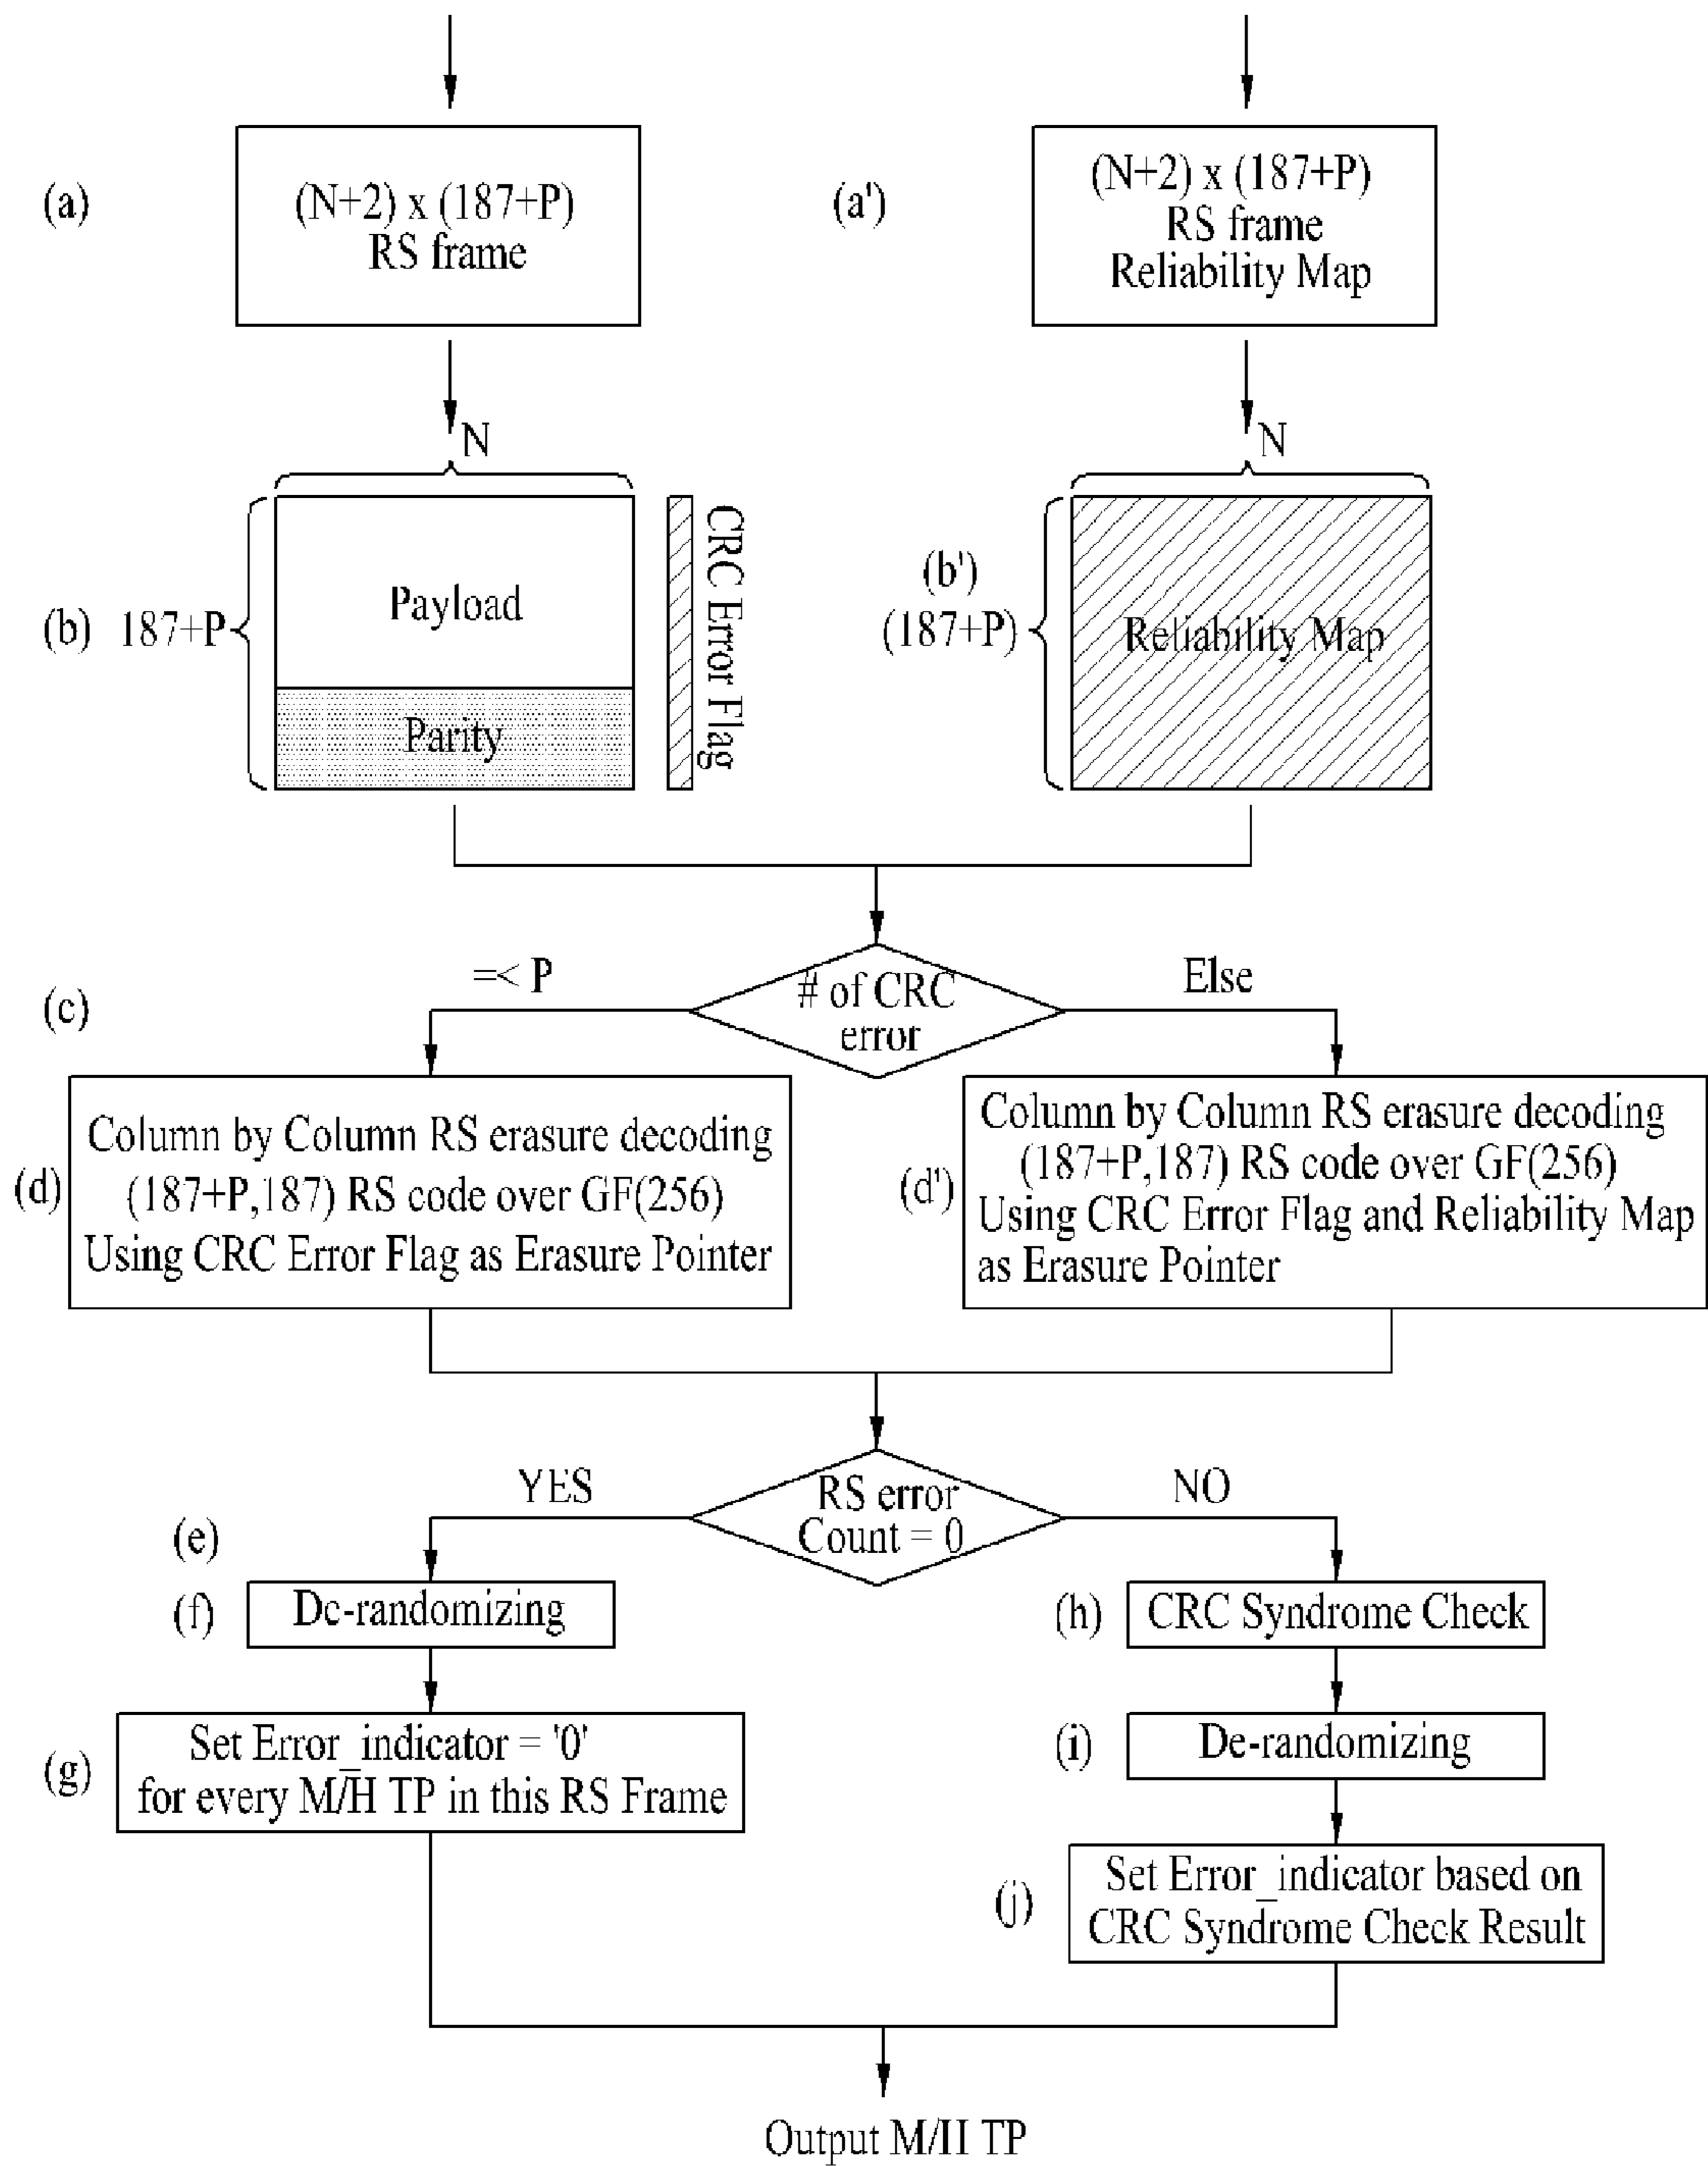 (a)
(N+2) x (187+P)
RS frame
(a')
(N+2) x (187+P)
RS frame
Reliability Map
N
N
(b) 187+P
Payload
Parity
CRC Error Flag
(b')
(187+P)
Reliability Map
(c)
=< P
# of CRC
error
Else
(d)
Column by Column RS erasure decoding
(187+P,187) RS code over GF(256)
Using CRC Error Flag as Erasure Pointer
(d')
Column by Column RS erasure decoding
(187+P,187) RS code over GF(256)
Using CRC Error Flag and Reliability Map
as Erasure Pointer
(e)
YES
RS error
Count = 0
NO
(f)
De-randomizing
(h)
CRC Syndrome Check
(g)
Set Error_indicator = '0'
for every M/H TP in this RS Frame
(i)
De-randomizing
(j)
Set Error_indicator based on
CRC Syndrome Check Result
Output M/H TP